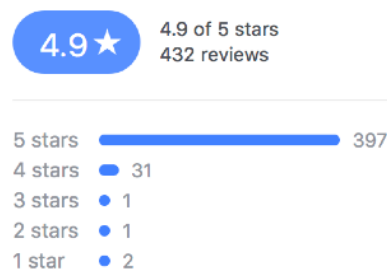 4.9 ★
4.9 of 5 stars
432 reviews
5 stars 397
4 stars 31
3 stars 1
2 stars 1
1 star 2